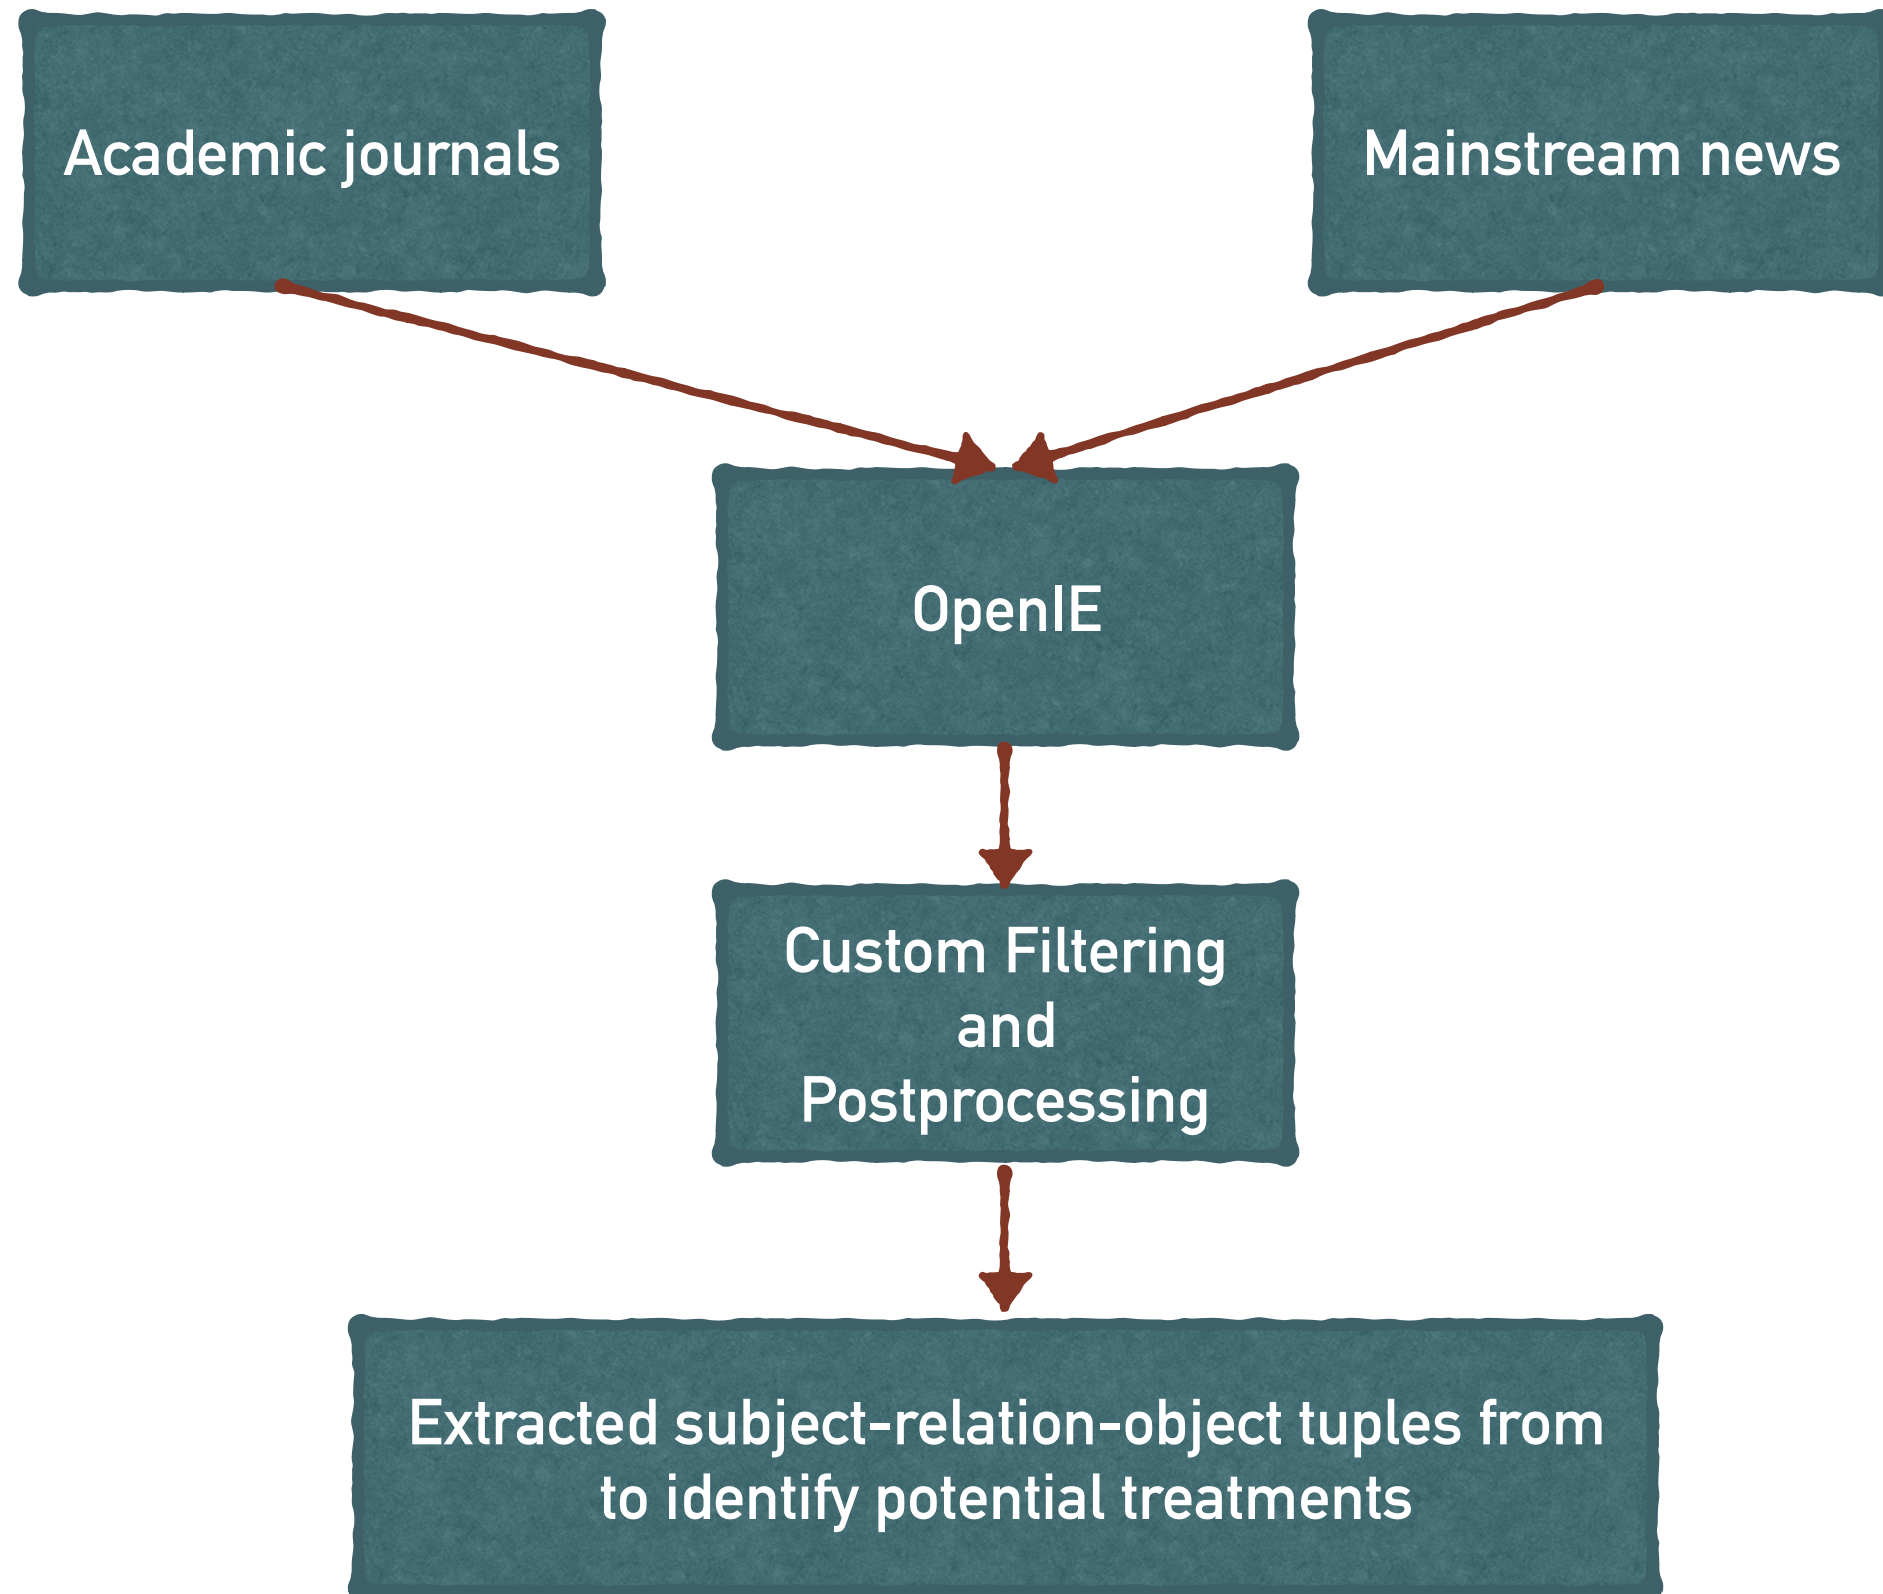 Academic journals
Mainstream news
OpenIE
Custom Filtering
and
Postprocessing
Extracted subject-relation-object tuples from
to identify potential treatments